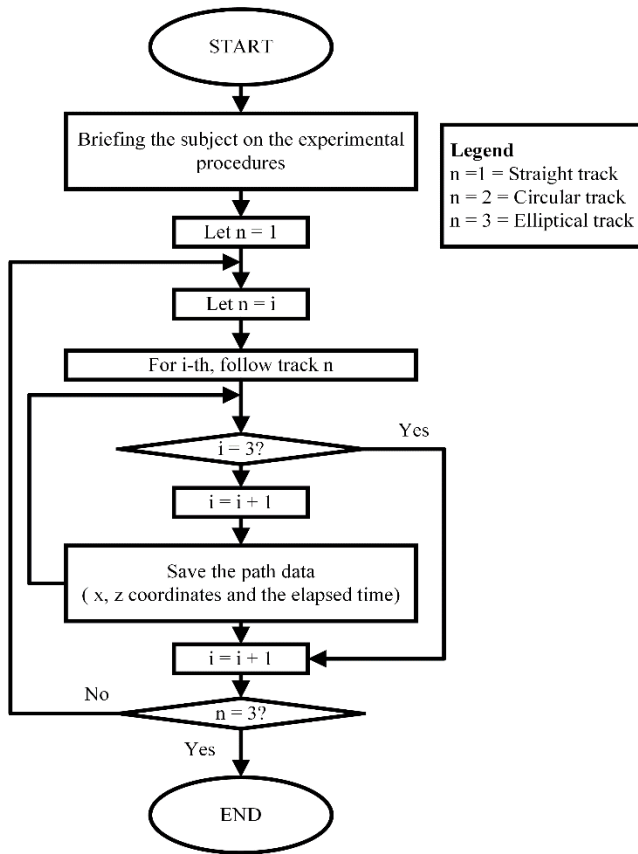 START
Briefing the subject on the experimental
procedures
Legend
n =1 = Straight track
n = 2 = Circular track
n = 3 = Elliptical track
Let n = 1
Let n = i
For i-th, follow track n
Yes
i = 3?
i = i + 1
Save the path data
( x, z coordinates and the elapsed time)
i = i + 1
No
n = 3?
Yes
END